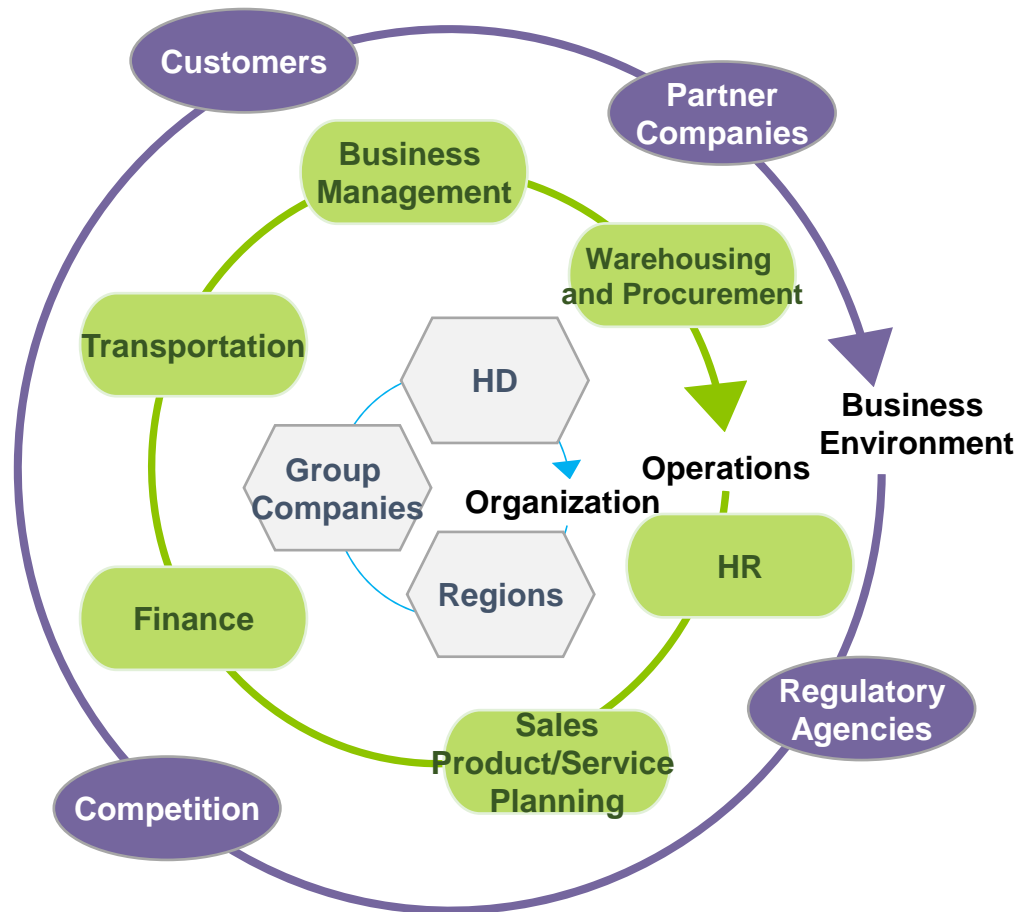 Customers
Partner
Companies
Business
Management
Warehousing
and Procurement
Transportation
HD
Business
Environment
Group
Companies
Operations
Organization
HR
Regions
Finance
Regulatory
Agencies
Sales
Product/Service
Planning
Competition